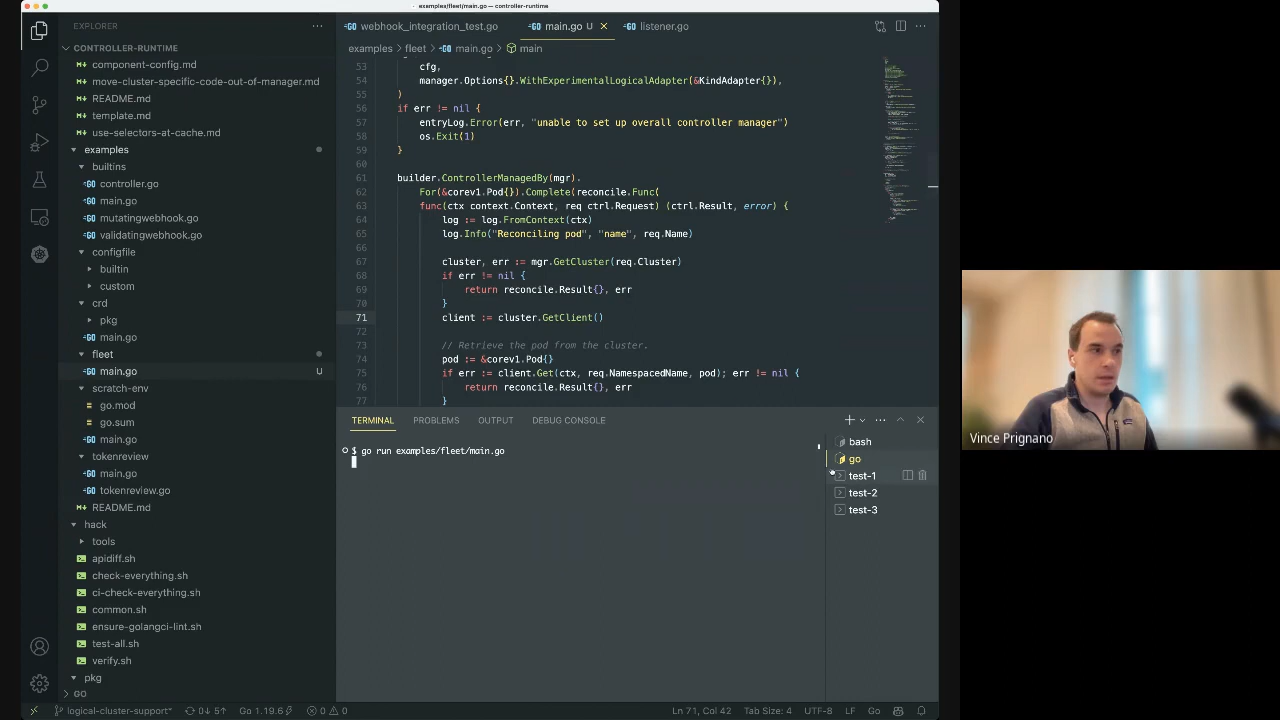 examples/fleet/main.go — controller-runtime
EXPLORER
webhook_integration_test.go
main.go U
listener.go
CONTROLLER-RUNTIME
examples > fleet > main.go > main
component-config.md
move-cluster-specific-code-out-of-manager.md
README.md
template.md
use-selectors-at-cache.md
examples
builtins
controller.go
main.go
mutatingwebhook.go
validatingwebhook.go
configfile
builtin
custom
crd
pkg
main.go
fleet
main.go U
scratch-env
go.mod
go.sum
main.go
tokenreview
main.go
tokenreview.go
README.md
hack
tools
apidiff.sh
check-everything.sh
ci-check-everything.sh
common.sh
ensure-golangci-lint.sh
test-all.sh
verify.sh
pkg
GO
53 cfg,
54 manager.Options{}.WithExperimentalLogicalAdapter(&KindAdapter{}),
55 )
56 if err != nil {
57 entryLog.Error(err, "unable to set up overall controller manager")
58 os.Exit(1)
59 }
60
61 builder.ControllerManagedBy(mgr).
62 For(&corev1.Pod{}).Complete(reconcile.Func(
63 func(ctx context.Context, req ctrl.Request) (ctrl.Result, error) {
64 log := log.FromContext(ctx)
65 log.Info("Reconciling pod", "name", req.Name)
66
67 cluster, err := mgr.GetCluster(req.Cluster)
68 if err != nil {
69 return reconcile.Result{}, err
70 }
71 client := cluster.GetClient()
72
73 // Retrieve the pod from the cluster.
74 pod := &corev1.Pod{}
75 if err := client.Get(ctx, req.NamespacedName, pod); err != nil {
76 return reconcile.Result{}, err
77 }
TERMINAL PROBLEMS OUTPUT DEBUG CONSOLE
$ go run examples/fleet/main.go
bash
go
test-1
test-2
test-3
Vince Prignano
logical-cluster-support* 0↓ 5↑ Go 1.19.6 0 0
Ln 71, Col 42 Tab Size: 4 UTF-8 LF Go